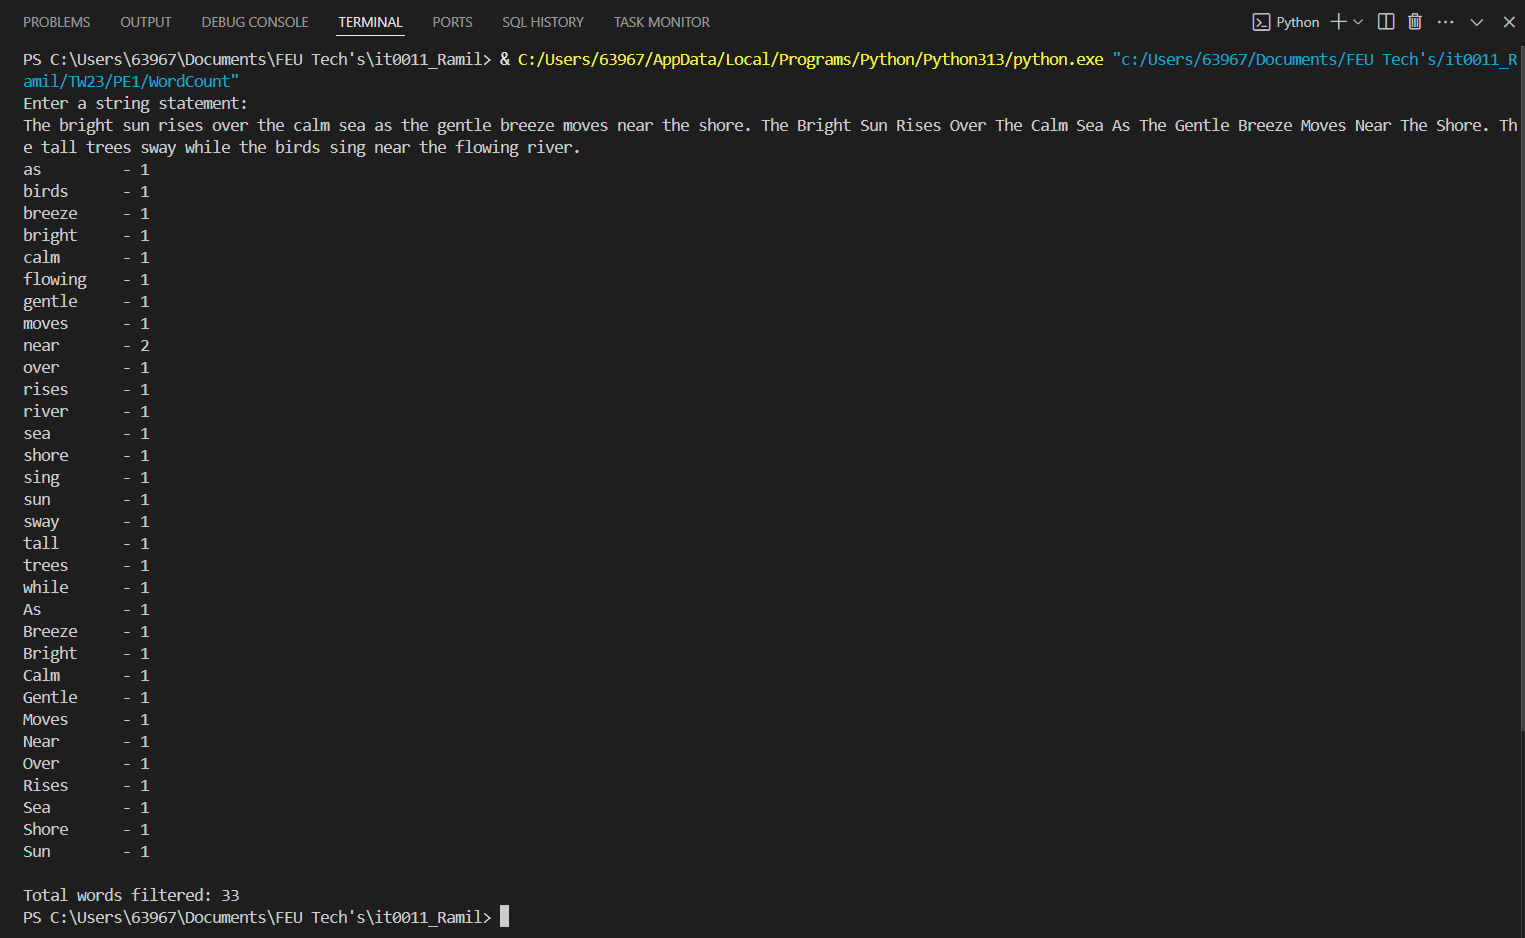 PROBLEMS OUTPUT DEBUG CONSOLE TERMINAL PORTS SQL HISTORY TASK MONITOR Python
PS C:\Users\63967\Documents\FEU Tech's\it0011_Ramil> & C:/Users/63967/AppData/Local/Programs/Python/Python313/python.exe "c:/Users/63967/Documents/FEU Tech's/it0011_R
amil/TW23/PE1/WordCount"
Enter a string statement:
The bright sun rises over the calm sea as the gentle breeze moves near the shore. The Bright Sun Rises Over The Calm Sea As The Gentle Breeze Moves Near The Shore. Th
e tall trees sway while the birds sing near the flowing river.
as - 1
birds - 1
breeze - 1
bright - 1
calm - 1
flowing - 1
gentle - 1
moves - 1
near - 2
over - 1
rises - 1
river - 1
sea - 1
shore - 1
sing - 1
sun - 1
sway - 1
tall - 1
trees - 1
while - 1
As - 1
Breeze - 1
Bright - 1
Calm - 1
Gentle - 1
Moves - 1
Near - 1
Over - 1
Rises - 1
Sea - 1
Shore - 1
Sun - 1
Total words filtered: 33
PS C:\Users\63967\Documents\FEU Tech's\it0011_Ramil>